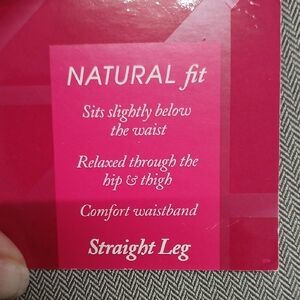 NATURAL fit
Sits slightly below
the waist
Relaxed through the
hip & thigh
Comfort waistband
Straight Leg